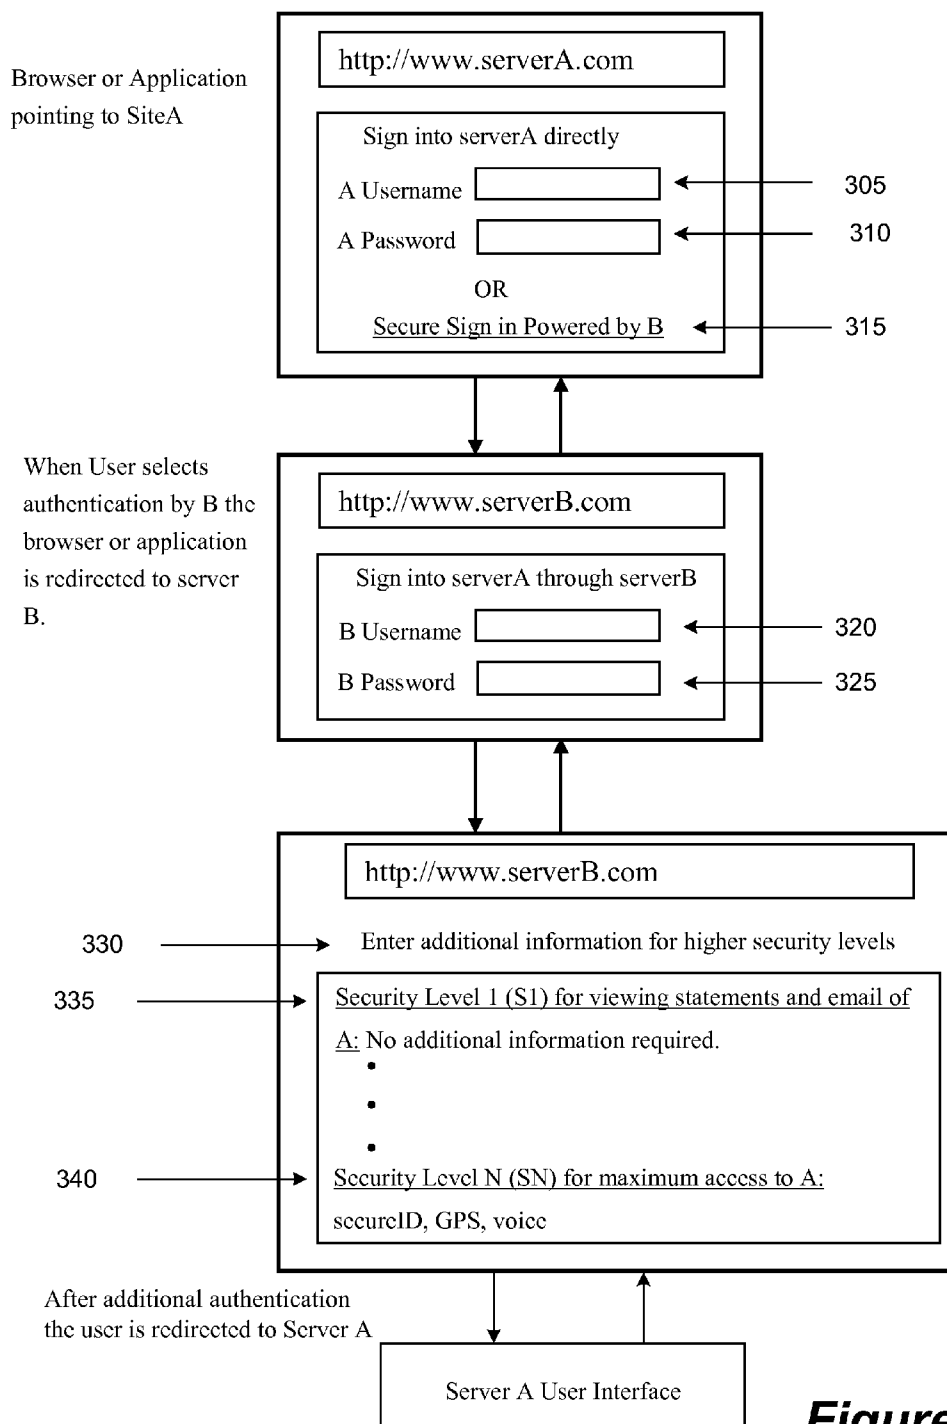 http://www.serverA.com
Browser or Application
pointing to SiteA
Sign into serverA directly
A Username
305
A Password
310
OR
Secure Sign in Powered by B
315
When User selects
authentication by B the
browser or application
is redirected to server
B.
http://www.serverB.com
Sign into serverA through serverB
B Username
320
B Password
325
http://www.serverB.com
330
Enter additional information for higher security levels
335
Security Level 1 (S1) for viewing statements and email of
A: No additional information required.
340
Security Level N (SN) for maximum access to A:
secureID, GPS, voice
After additional authentication
the user is redirected to Server A
Server A User Interface
Figure